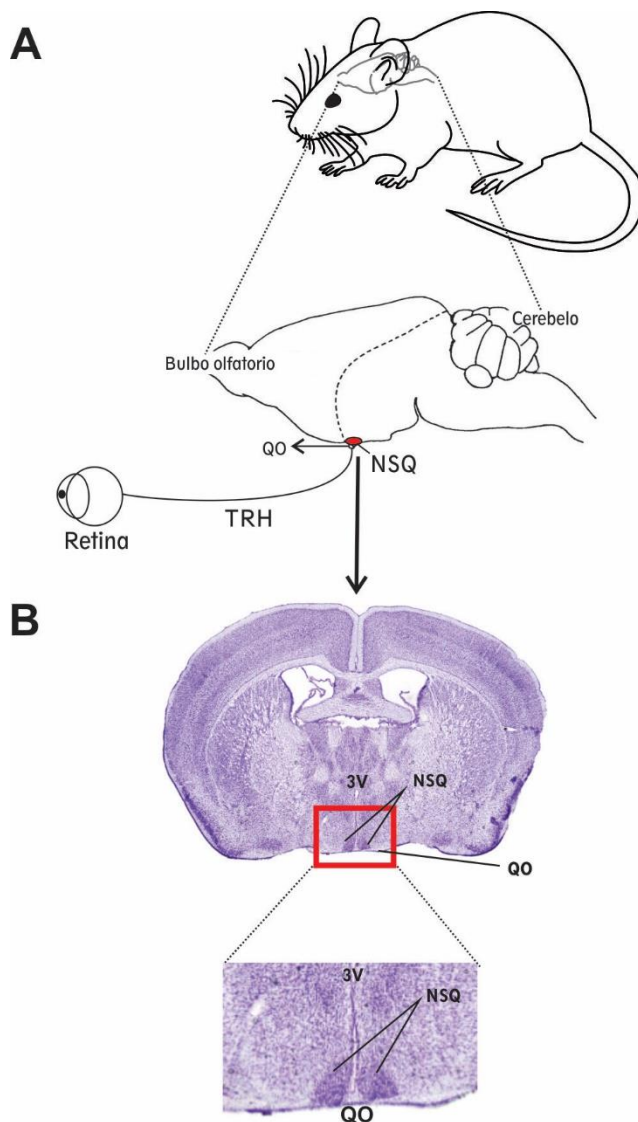 A
Cerebelo
Bulbo olfatorio
QO
NSQ
TRH
Retina
B
3V
NSQ
QO
3V
NSQ
QO